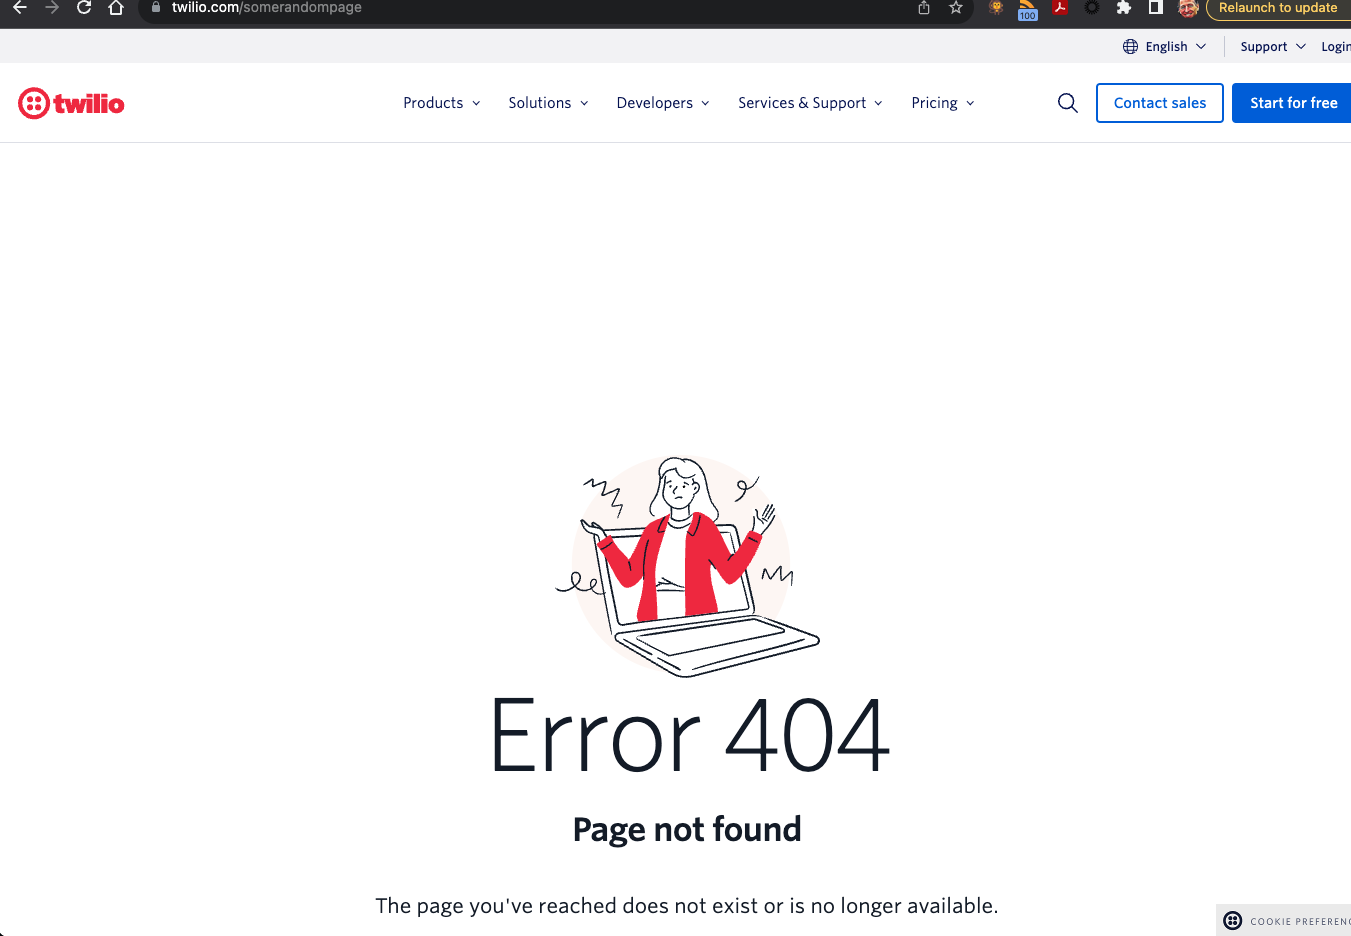 twilio.com/somerandompage
100
Relaunch to update
English
Support
Login
twilio
Products
Solutions
Developers
Services & Support
Pricing
Contact sales
Start for free
Error 404
Page not found
The page you've reached does not exist or is no longer available.
COOKIE PREFERENC